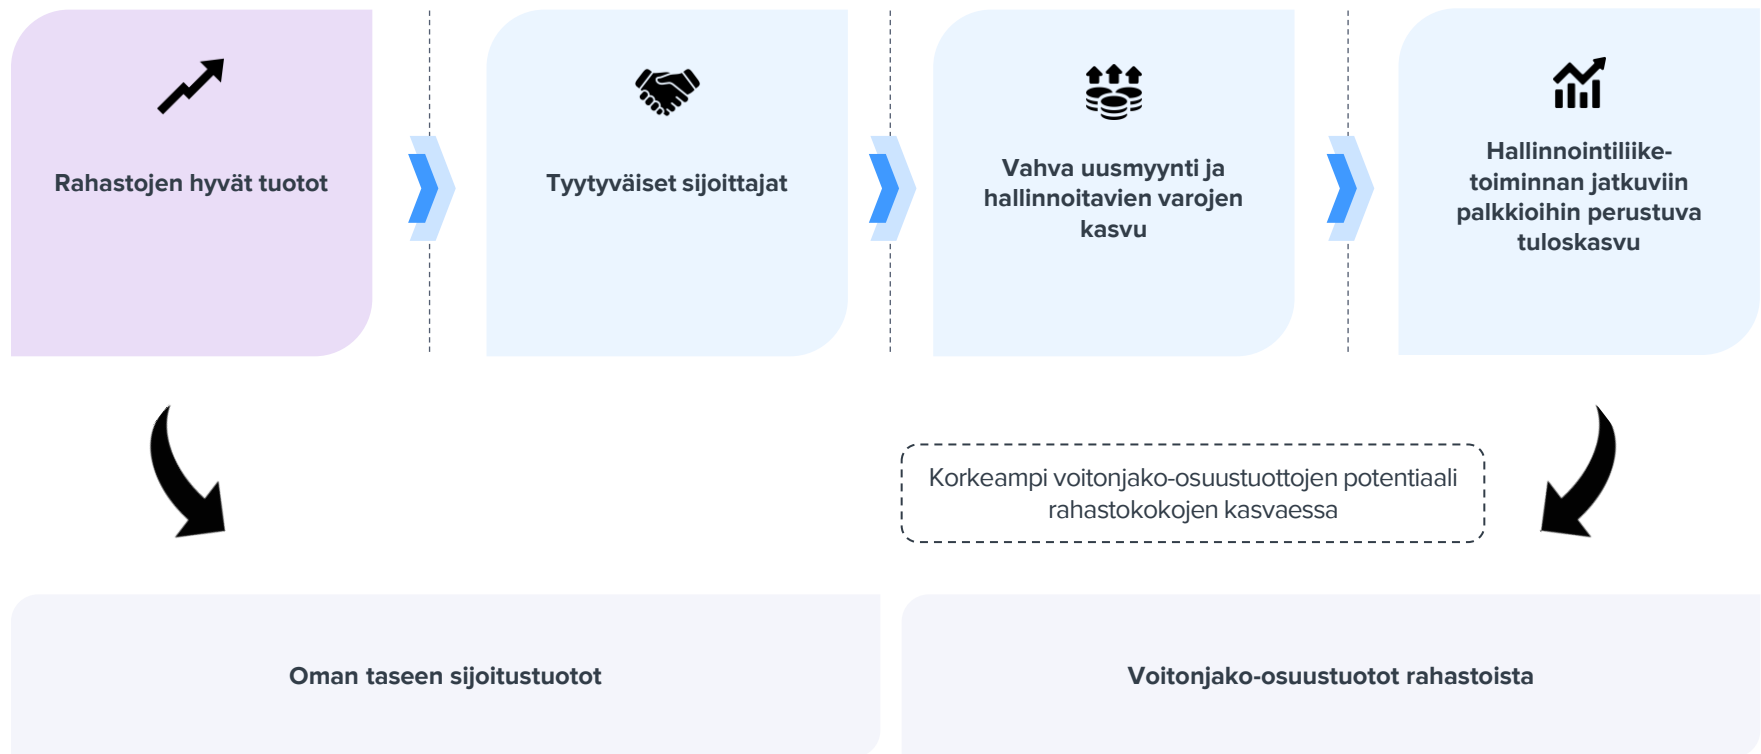 Rahastojen hyvät tuotot
Tyytyväiset sijoittajat
Vahva uusmyynti ja
hallinnoitavien varojen
kasvu
Hallinnointiliike-
toiminnan jatkuviin
palkkioihin perustuva
tuloskasvu
Korkeampi voitonjako-osuustuottojen potentiaali
rahastokokojen kasvaessa
Oman taseen sijoitustuotot
Voitonjako-osuustuotot rahastoista